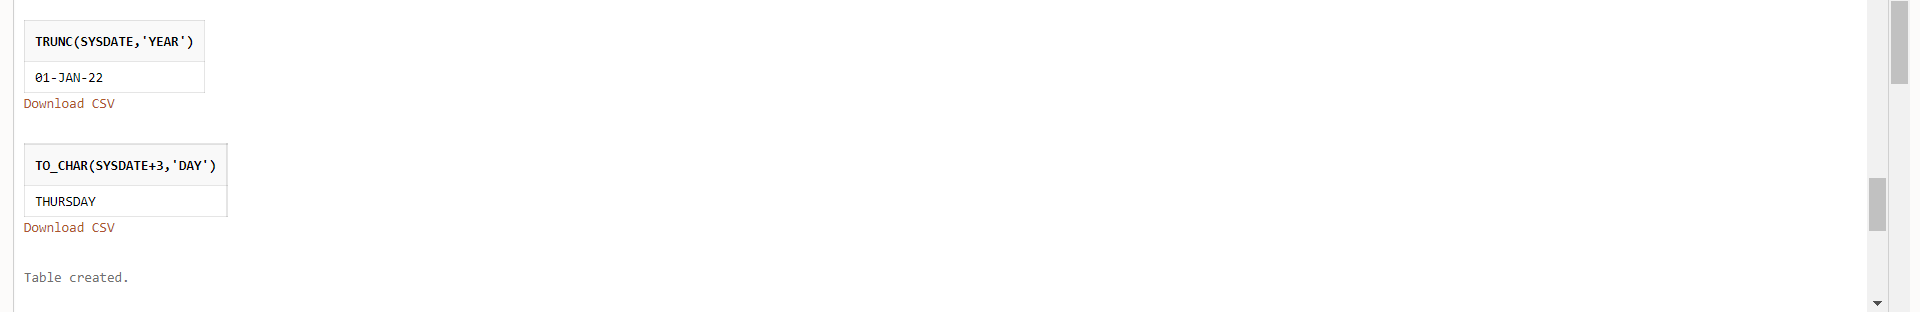 TRUNC(SYSDATE,'YEAR')
01-JAN-22
Download CSV
TO_CHAR(SYSDATE+3,'DAY')
THURSDAY
Download CSV
Table created.